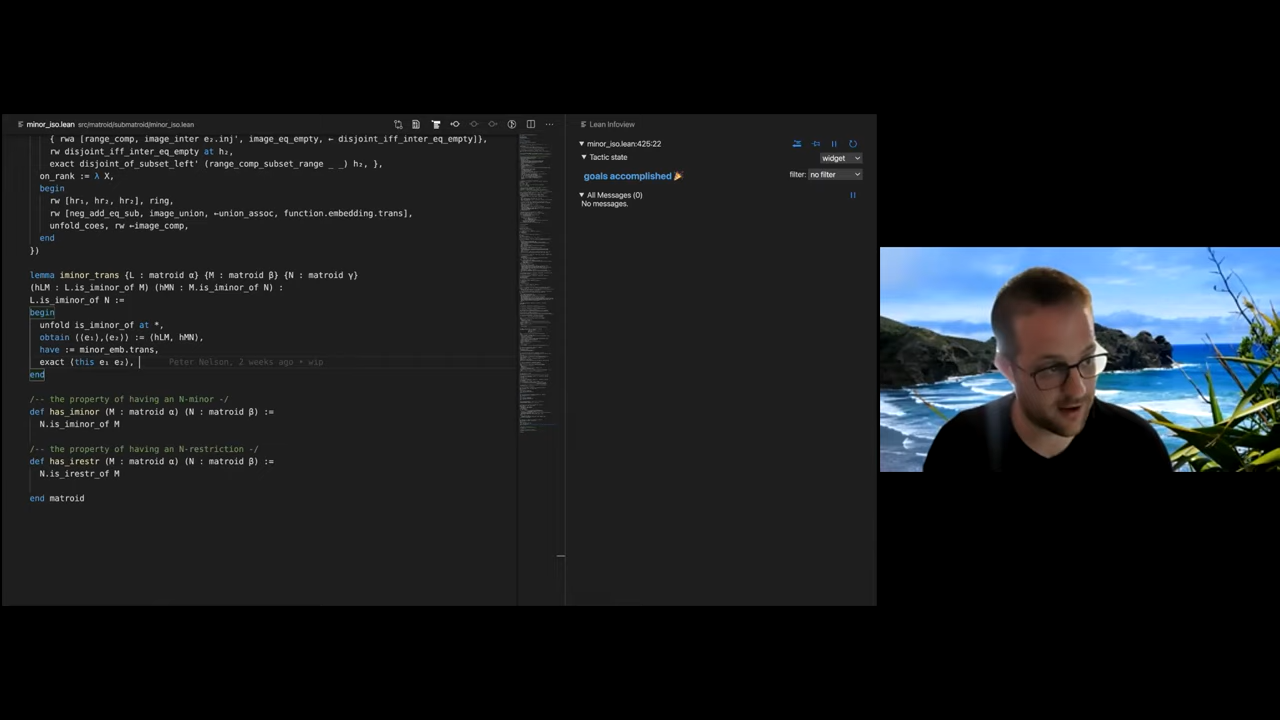 minor_iso.lean src/matroid/submatroid/minor_iso.lean
{ rwa [range_comp, image_inter e₂.inj', image_eq_empty, ← disjoint_iff_inter_eq_empty]},
rwa disjoint_iff_inter_eq_empty at h₂,
exact disjoint_of_subset_left' (range_comp_subset_range _ _) h₂, },
on_rank := λ X,
begin
rw [hr₁, hr₂, hr₂], ring,
rw [neg_add_eq_sub, image_union, ←union_assoc, function.embedding.trans],
unfold_coes, rw ←image_comp,
end
})
lemma iminor_trans {L : matroid α} {M : matroid β} {N : matroid γ}
(hLM : L.is_iminor_of M) (hMN : M.is_iminor_of N) :
L.is_iminor_of N :=
begin
unfold is_iminor_of at *,
obtain ⟨⟨e₁⟩, ⟨e₂⟩⟩ := ⟨hLM, hMN⟩,
have := minor_emb.trans,
exact ⟨this e₁ e₂⟩, Peter Nelson, 2 weeks ago • wip
end
/-- the property of having an N-minor -/
def has_iminor (M : matroid α) (N : matroid β) :=
N.is_iminor_of M
/-- the property of having an N-restriction -/
def has_irestr (M : matroid α) (N : matroid β) :=
N.is_irestr_of M
end matroid
Lean Infoview
minor_iso.lean:425:22
Tactic state
widget
goals accomplished 🎉
filter: no filter
All Messages (0)
No messages.